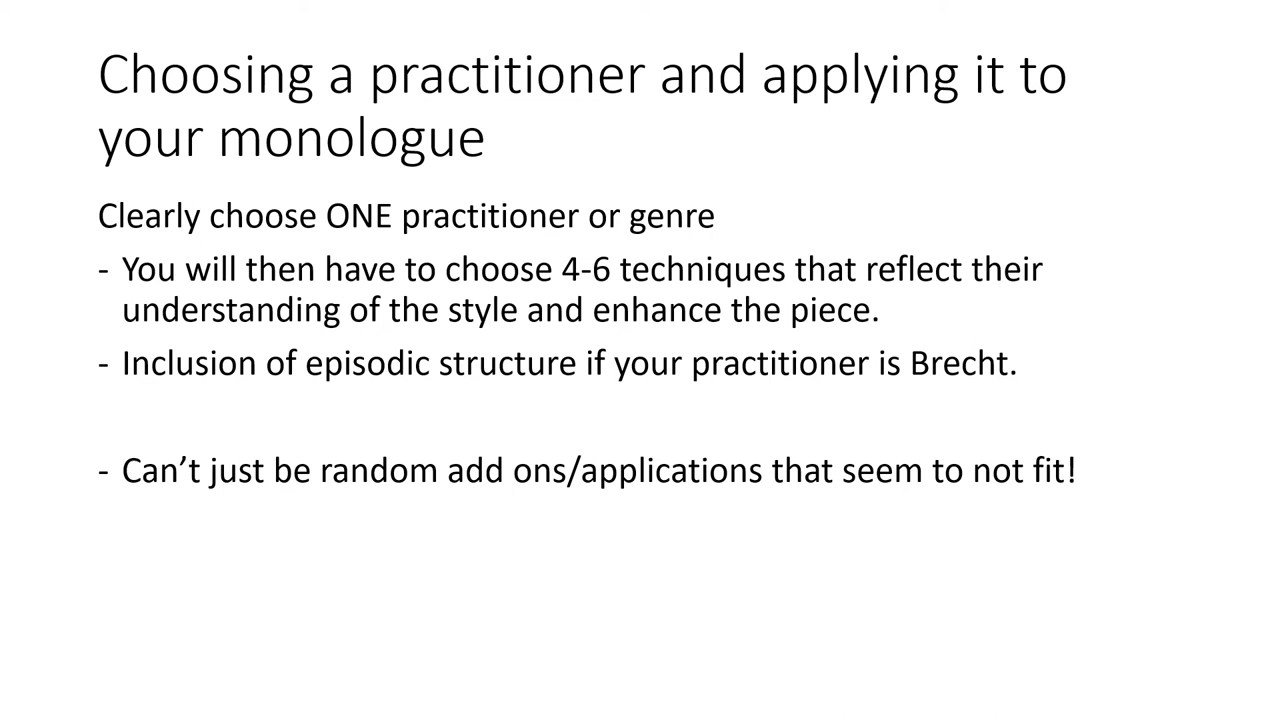 Choosing a practitioner and applying it to
your monologue
Clearly choose ONE practitioner or genre
- You will then have to choose 4-6 techniques that reflect their
understanding of the style and enhance the piece.
- Inclusion of episodic structure if your practitioner is Brecht.
- Can’t just be random add ons/applications that seem to not fit!